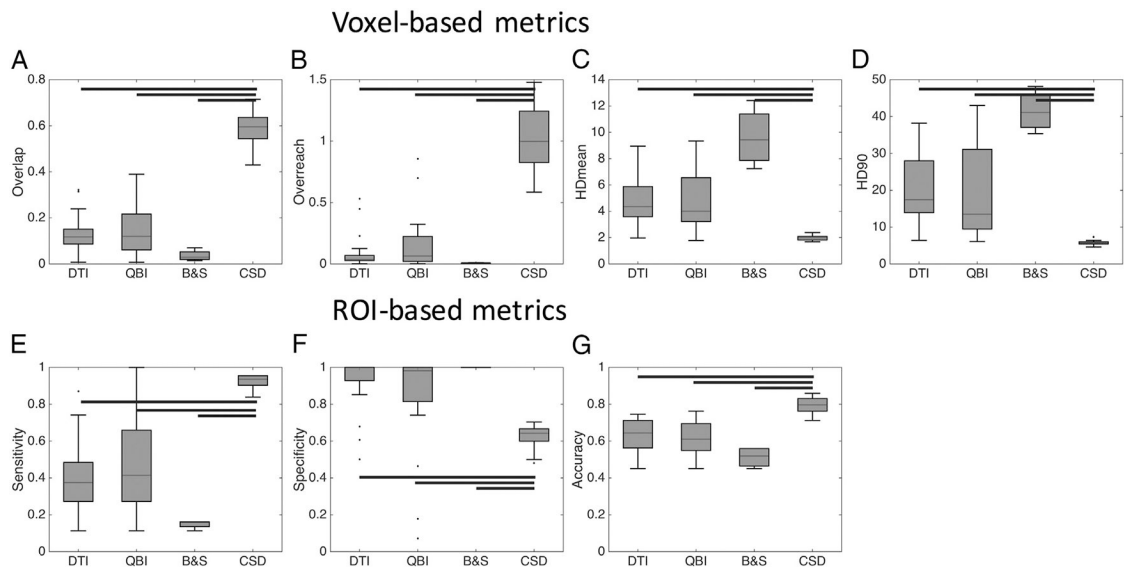 Voxel-based metrics
A
B
C
D
0.8
0.6
0.4
0.2
0
Overlap
DTI QBI B&S CSD
1.5
1
0.5
0
Overreach
DTI QBI B&S CSD
14
12
10
8
6
4
2
0
HDmean
DTI QBI B&S CSD
50
40
30
20
10
0
HD90
DTI QBI B&S CSD
ROI-based metrics
E
F
G
1
0.8
0.6
0.4
0.2
0
Sensitivity
DTI QBI B&S CSD
1
0.8
0.6
0.4
0.2
0
Specificity
DTI QBI B&S CSD
1
0.8
0.6
0.4
0.2
0
Accuracy
DTI QBI B&S CSD